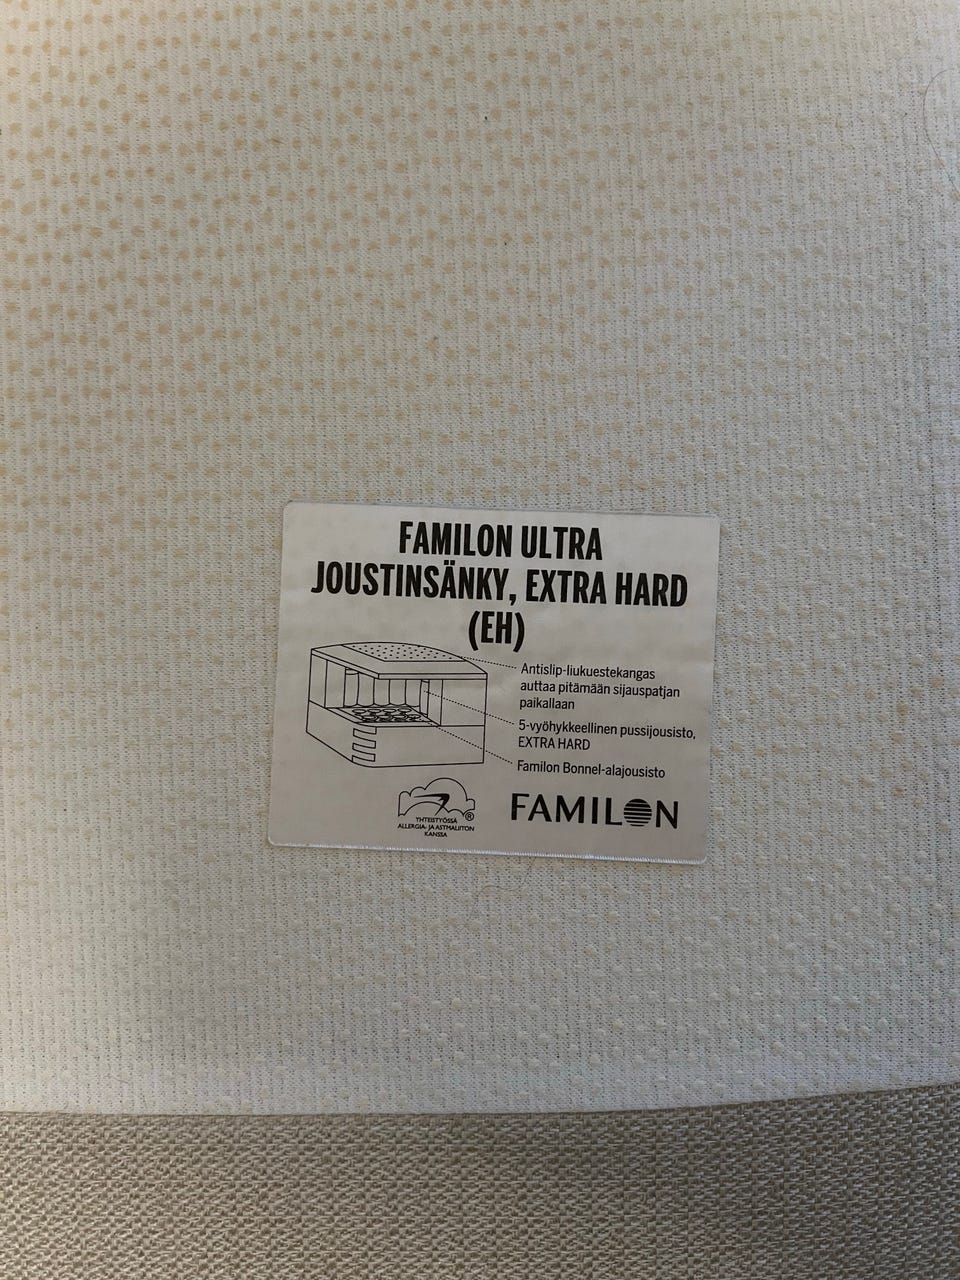 FAMILON ULTRA
JOUSTINSÄNKY, EXTRA HARD
(EH)
Antislip-liukuestekangas
auttaa pitämään sijauspatjan
paikallaan
5-vyöhykkeellinen pussijousisto,
EXTRA HARD
Familon Bonnel-alajousisto
®
YHTEISTYÖSSÄ
ALLERGIA- JA ASTMALIITON
KANSSA
FAMILON